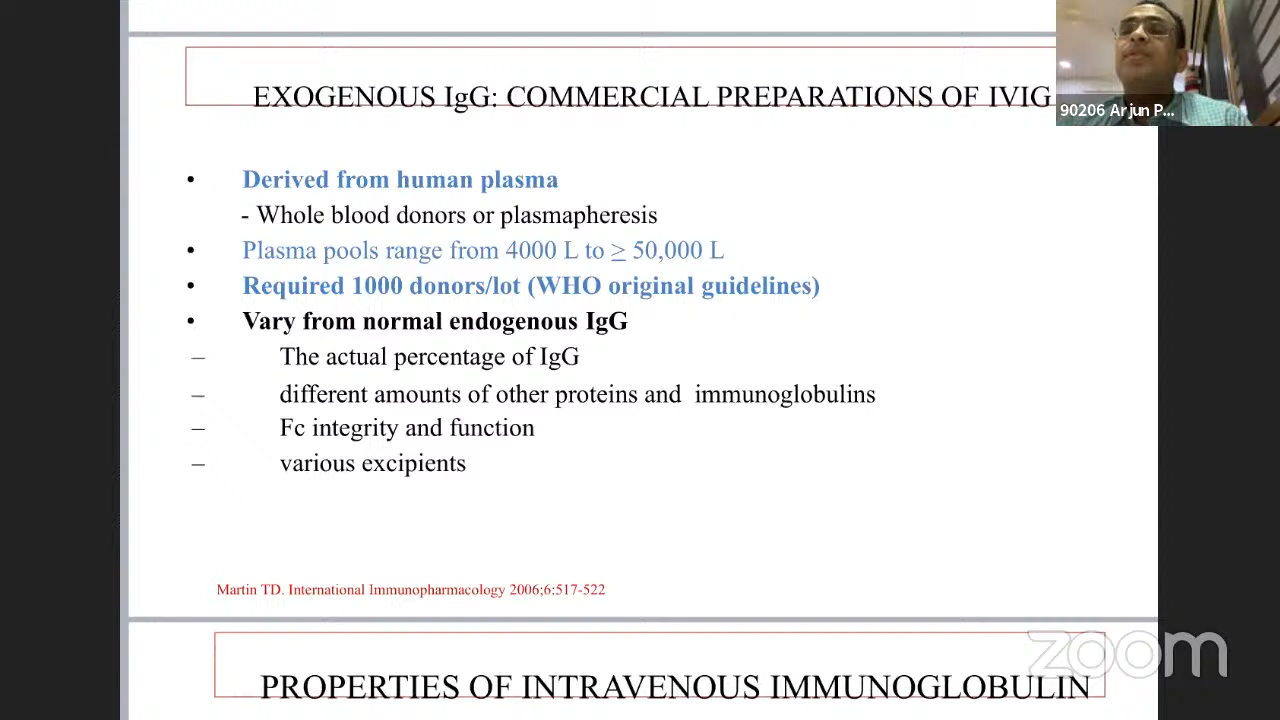 EXOGENOUS IgG: COMMERCIAL PREPARATIONS OF IVIG
90206 Arjun P...
• Derived from human plasma
- Whole blood donors or plasmapheresis
• Plasma pools range from 4000 L to ≥ 50,000 L
• Required 1000 donors/lot (WHO original guidelines)
• Vary from normal endogenous IgG
– The actual percentage of IgG
– different amounts of other proteins and immunoglobulins
– Fc integrity and function
– various excipients
Martin TD. International Immunopharmacology 2006;6:517-522
zoom
PROPERTIES OF INTRAVENOUS IMMUNOGLOBULIN